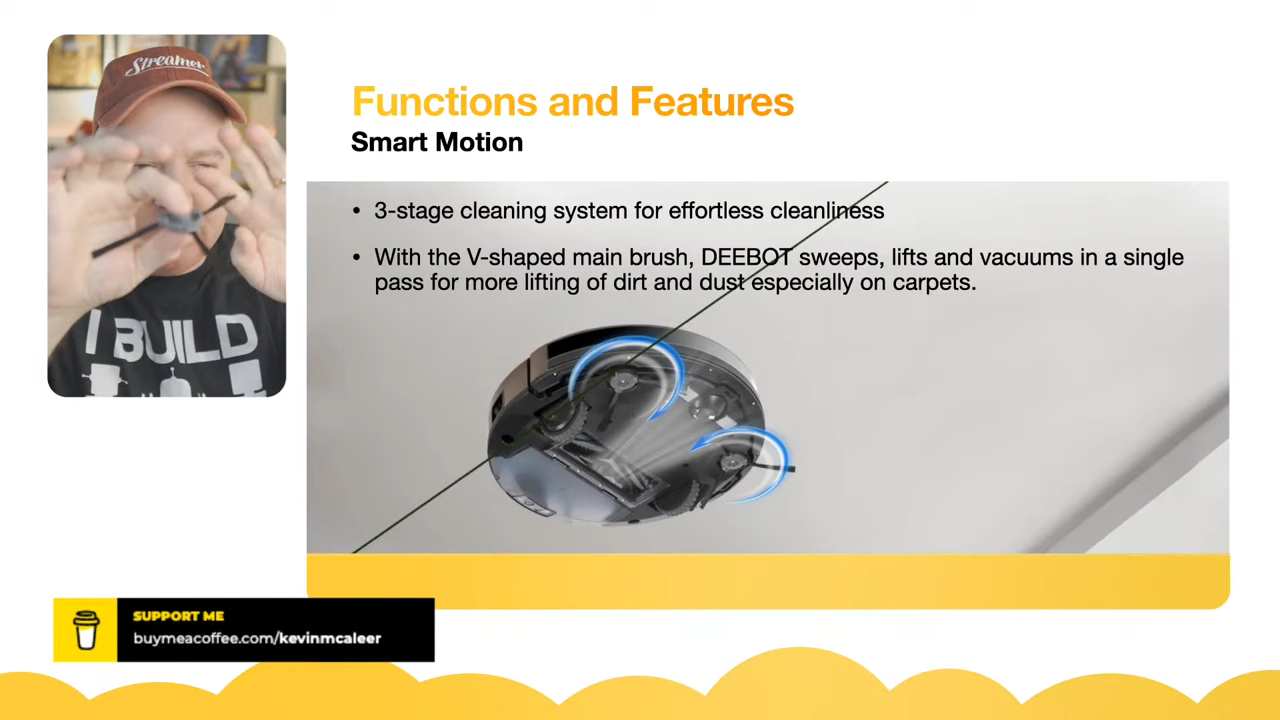 Streamer
I BUILD
Functions and Features
Smart Motion
• 3-stage cleaning system for effortless cleanliness
• With the V-shaped main brush, DEEBOT sweeps, lifts and vacuums in a single
pass for more lifting of dirt and dust especially on carpets.
SUPPORT ME
buymeacoffee.com/kevinmcaleer